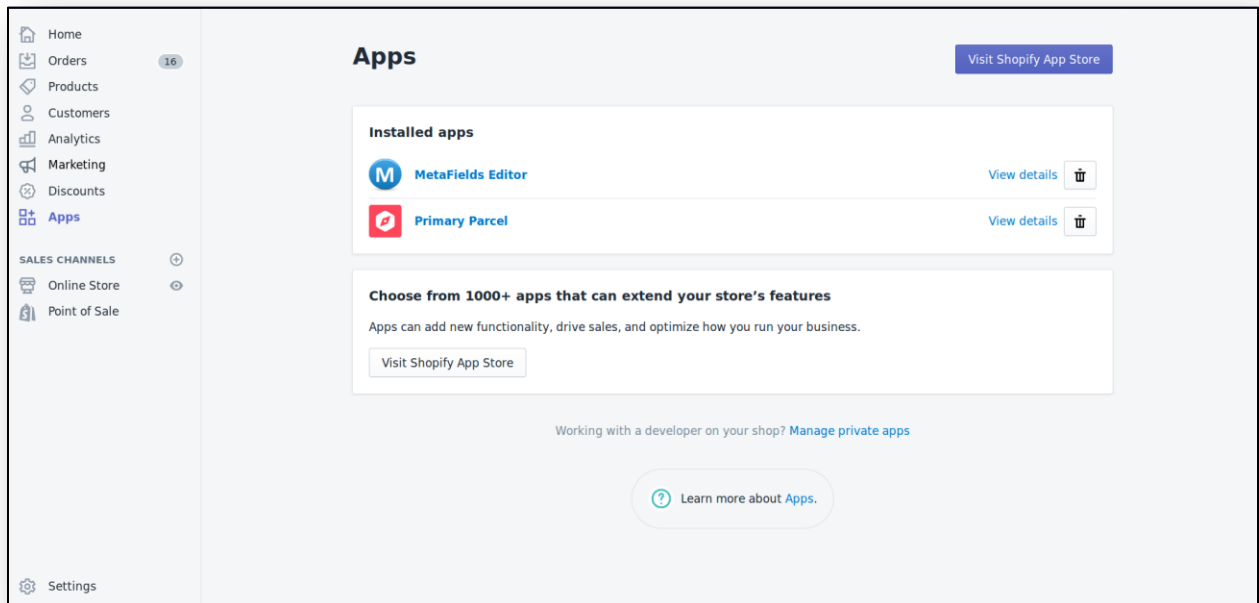 Home
Orders 16
Products
Customers
Analytics
Marketing
Discounts
Apps
SALES CHANNELS
Online Store
Point of Sale
Settings
Apps
Visit Shopify App Store
Installed apps
M MetaFields Editor View details
Primary Parcel View details
Choose from 1000+ apps that can extend your store’s features
Apps can add new functionality, drive sales, and optimize how you run your business.
Visit Shopify App Store
Working with a developer on your shop? Manage private apps
? Learn more about Apps.